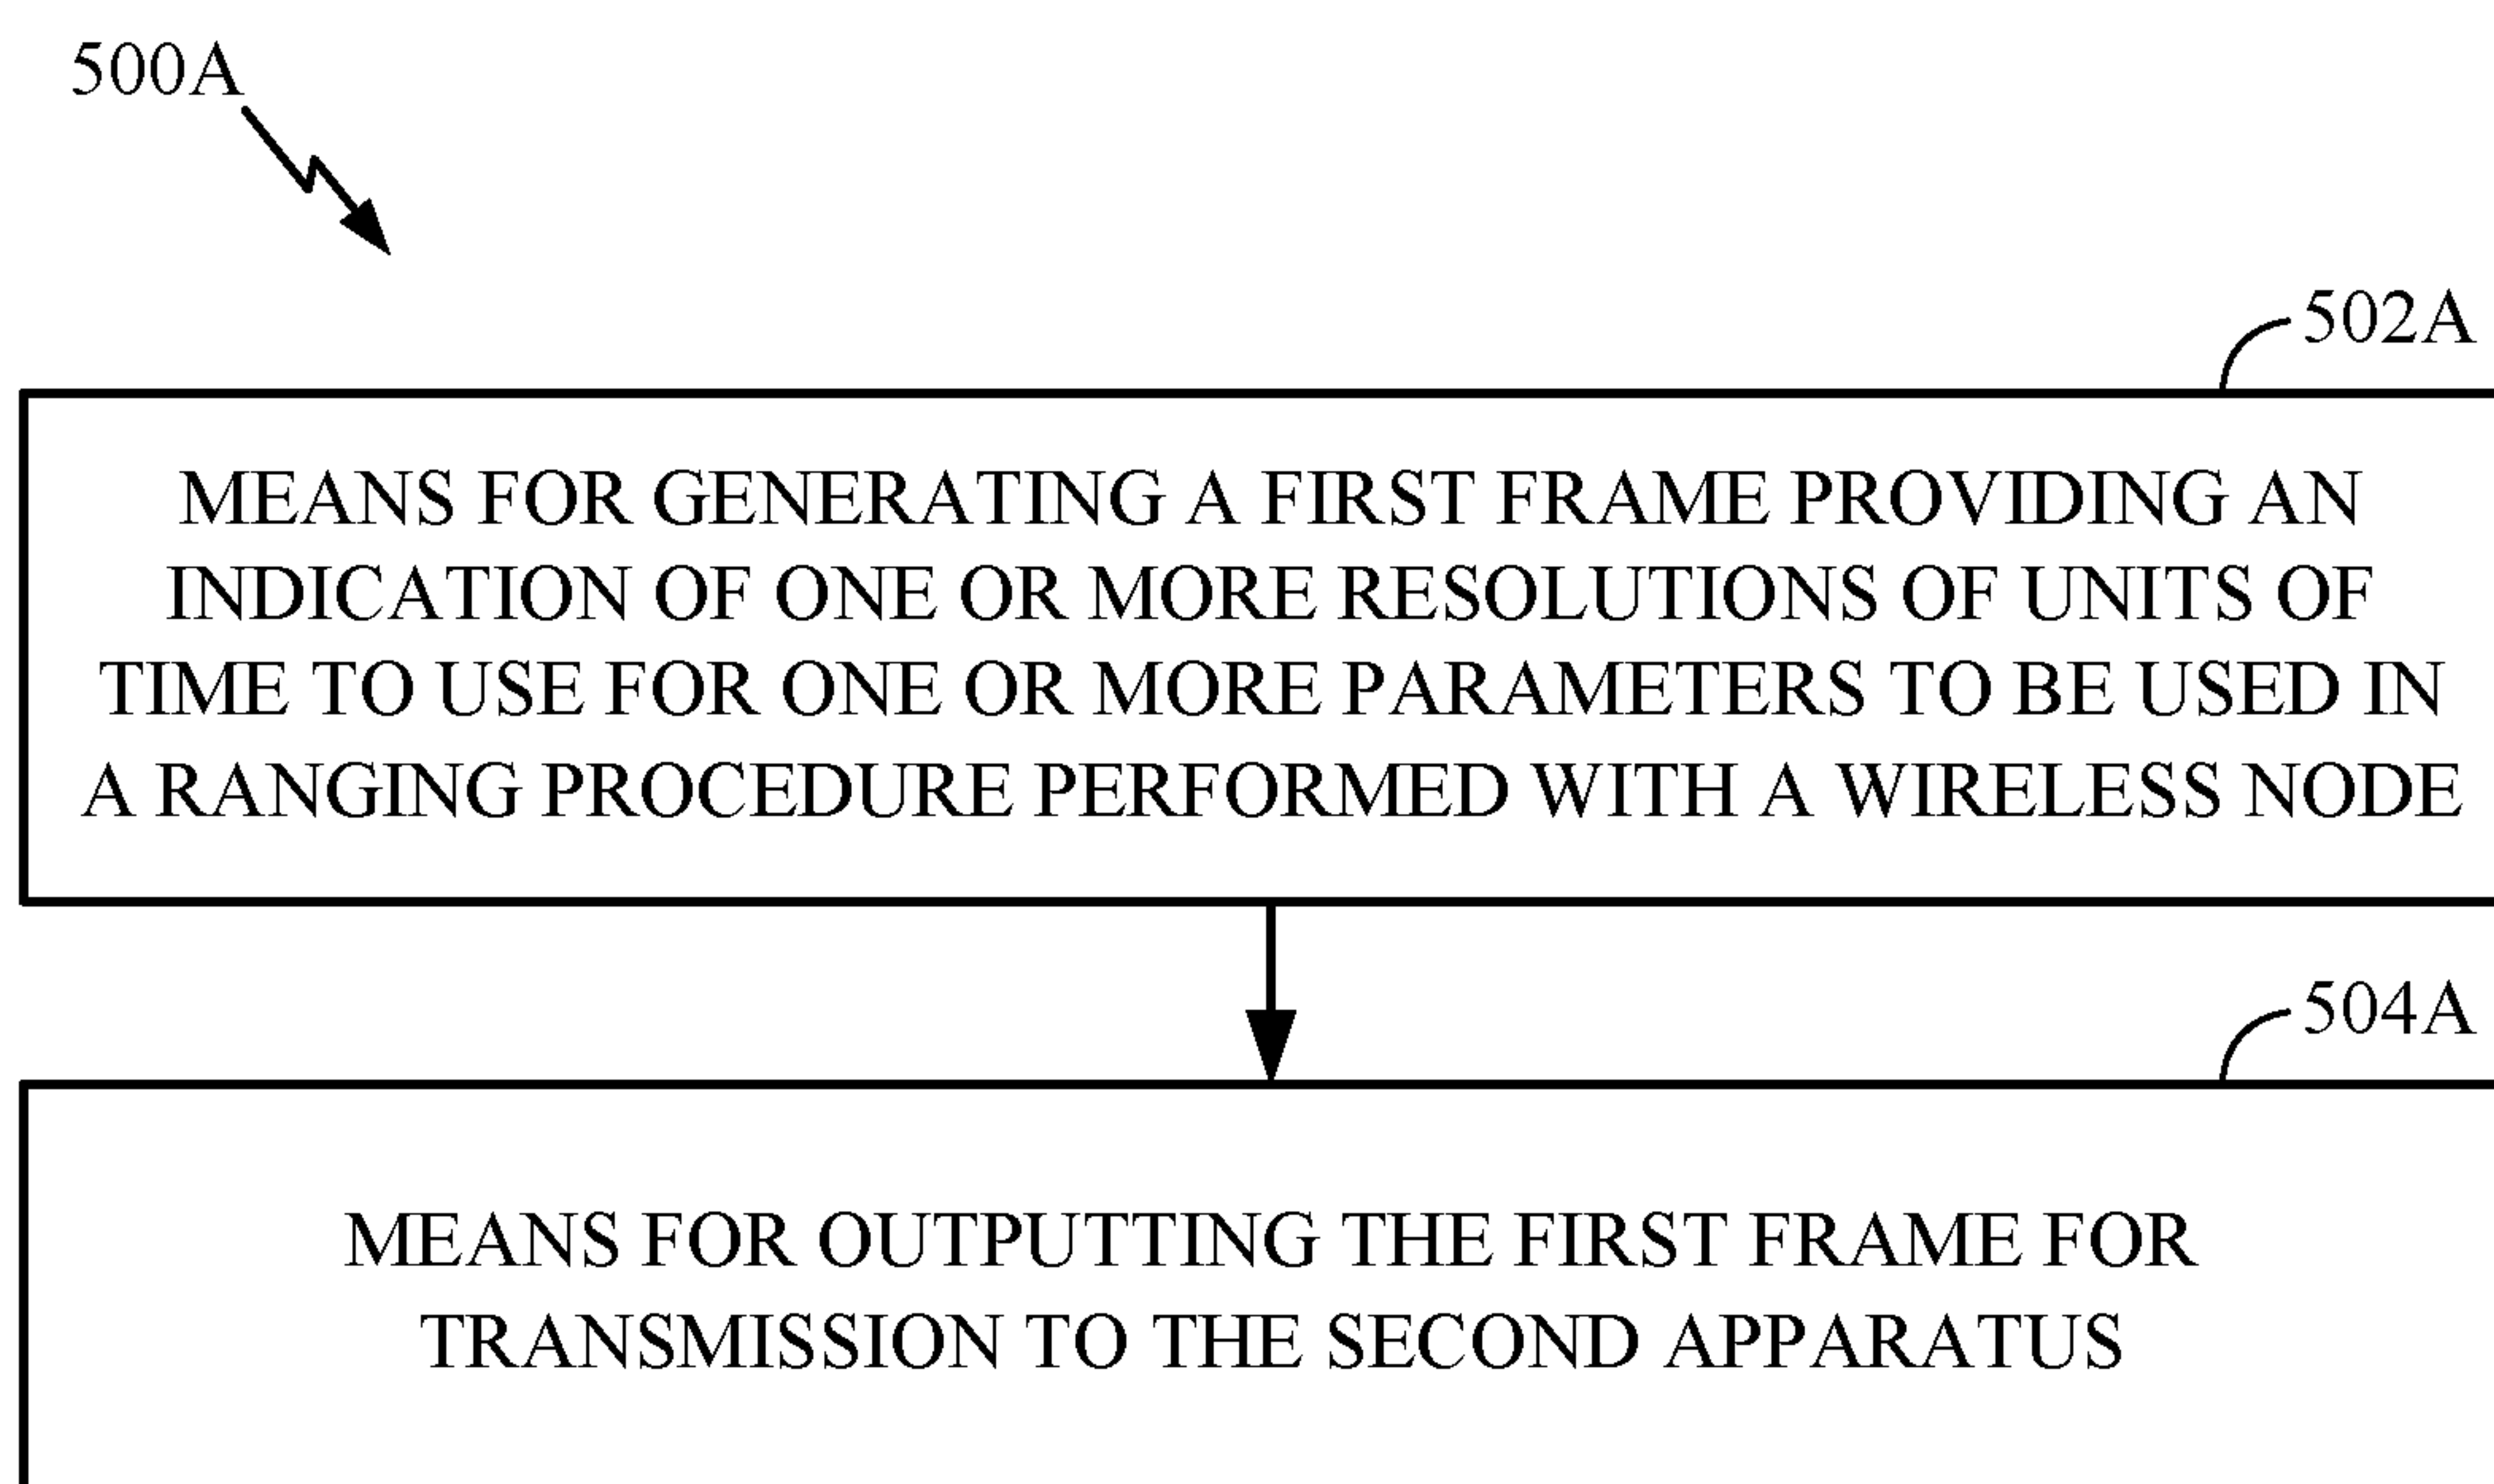 500A
502A
MEANS FOR GENERATING A FIRST FRAME PROVIDING AN
INDICATION OF ONE OR MORE RESOLUTIONS OF UNITS OF
TIME TO USE FOR ONE OR MORE PARAMETERS TO BE USED IN
A RANGING PROCEDURE PERFORMED WITH A WIRELESS NODE
504A
MEANS FOR OUTPUTTING THE FIRST FRAME FOR
TRANSMISSION TO THE SECOND APPARATUS